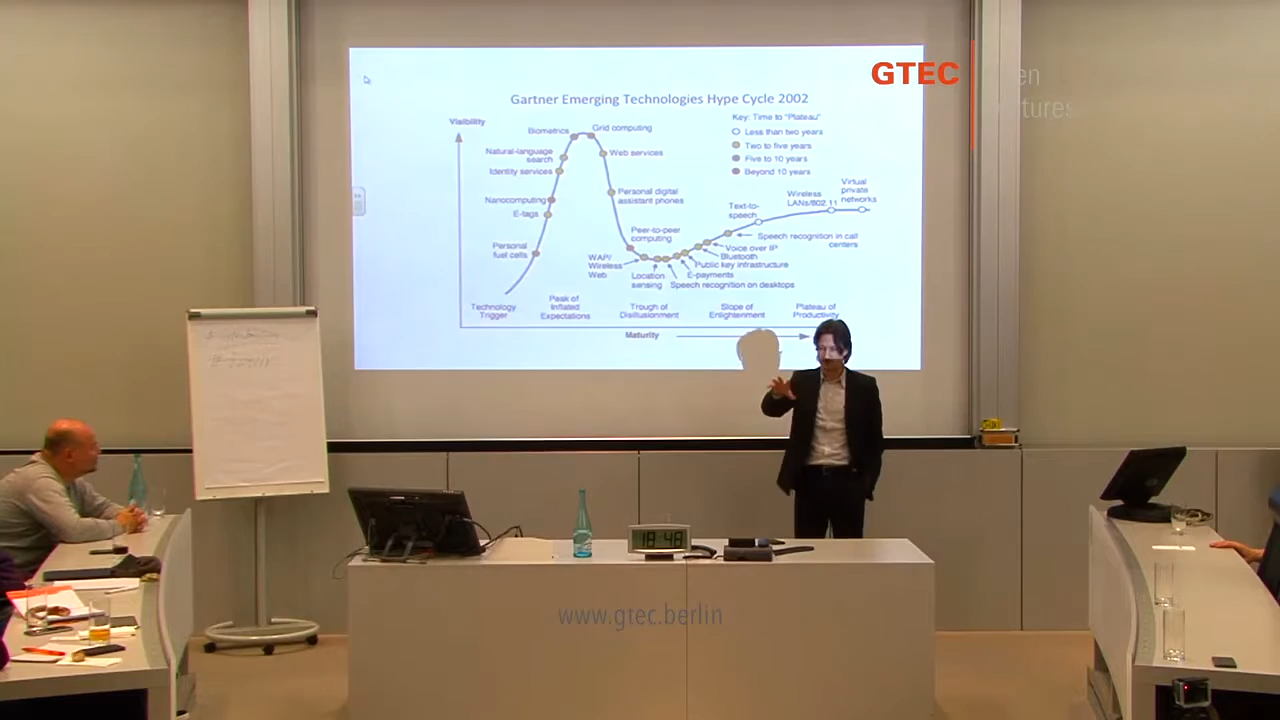 GTEC
en
tures
Gartner Emerging Technologies Hype Cycle 2002
Visibility
Key: Time to "Plateau"
Less than two years
Two to five years
Five to 10 years
Beyond 10 years
Biometrics
Grid computing
Natural-language
search
Web services
Identity services
Nanocomputing
Personal digital
assistant phones
E-tags
Personal
fuel cells
Peer-to-peer
computing
WAP/
Wireless
Web
Location
sensing
Speech recognition on desktops
E-payments
Public key infrastructure
Bluetooth
Voice over IP
Speech recognition in call
centers
Text-to-
speech
Wireless
LANs/802.11
Virtual
private
networks
Technology
Trigger
Peak of
Inflated
Expectations
Trough of
Disillusionment
Slope of
Enlightenment
Plateau of
Productivity
Maturity
18:48
www.gtec.berlin